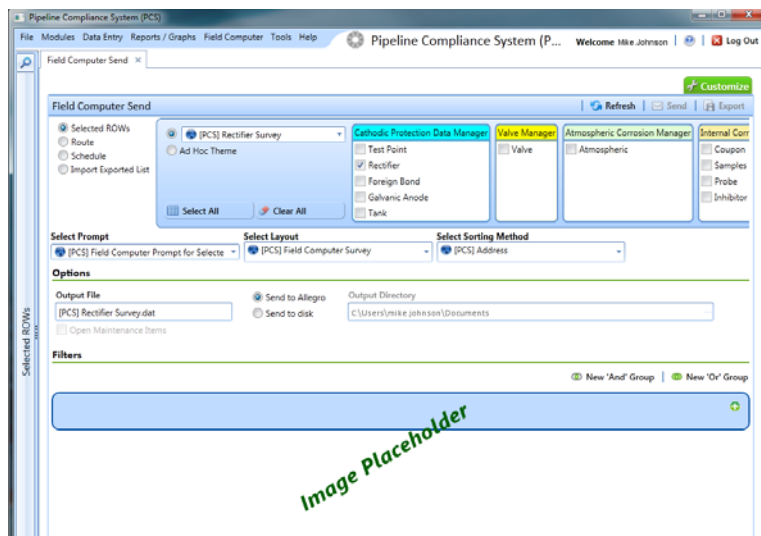 Pipeline Compliance System (PCS)
File Modules Data Entry Reports / Graphs Field Computer Tools Help
Pipeline Compliance System (P...
Welcome Mike Johnson
Log Out
Field Computer Send ×
Customize
Field Computer Send
Refresh Send Export
Selected ROWs
Route
Schedule
Import Exported List
[PCS] Rectifier Survey
Ad Hoc Theme
Select All Clear All
Cathodic Protection Data Manager
Test Point
Rectifier
Foreign Bond
Galvanic Anode
Tank
Valve Manager
Valve
Atmospheric Corrosion Manager
Atmospheric
Internal Corr
Coupon
Samples
Probe
Inhibitor
Select Prompt Select Layout Select Sorting Method
[PCS] Field Computer Prompt for Selecte [PCS] Field Computer Survey [PCS] Address
Options
Output File
[PCS] Rectifier Survey.dat
Open Maintenance Items
Send to Allegro
Send to disk
Output Directory
C:\Users\mike.johnson\Documents
Selected ROWs
Filters
New 'And' Group New 'Or' Group
Image Placeholder